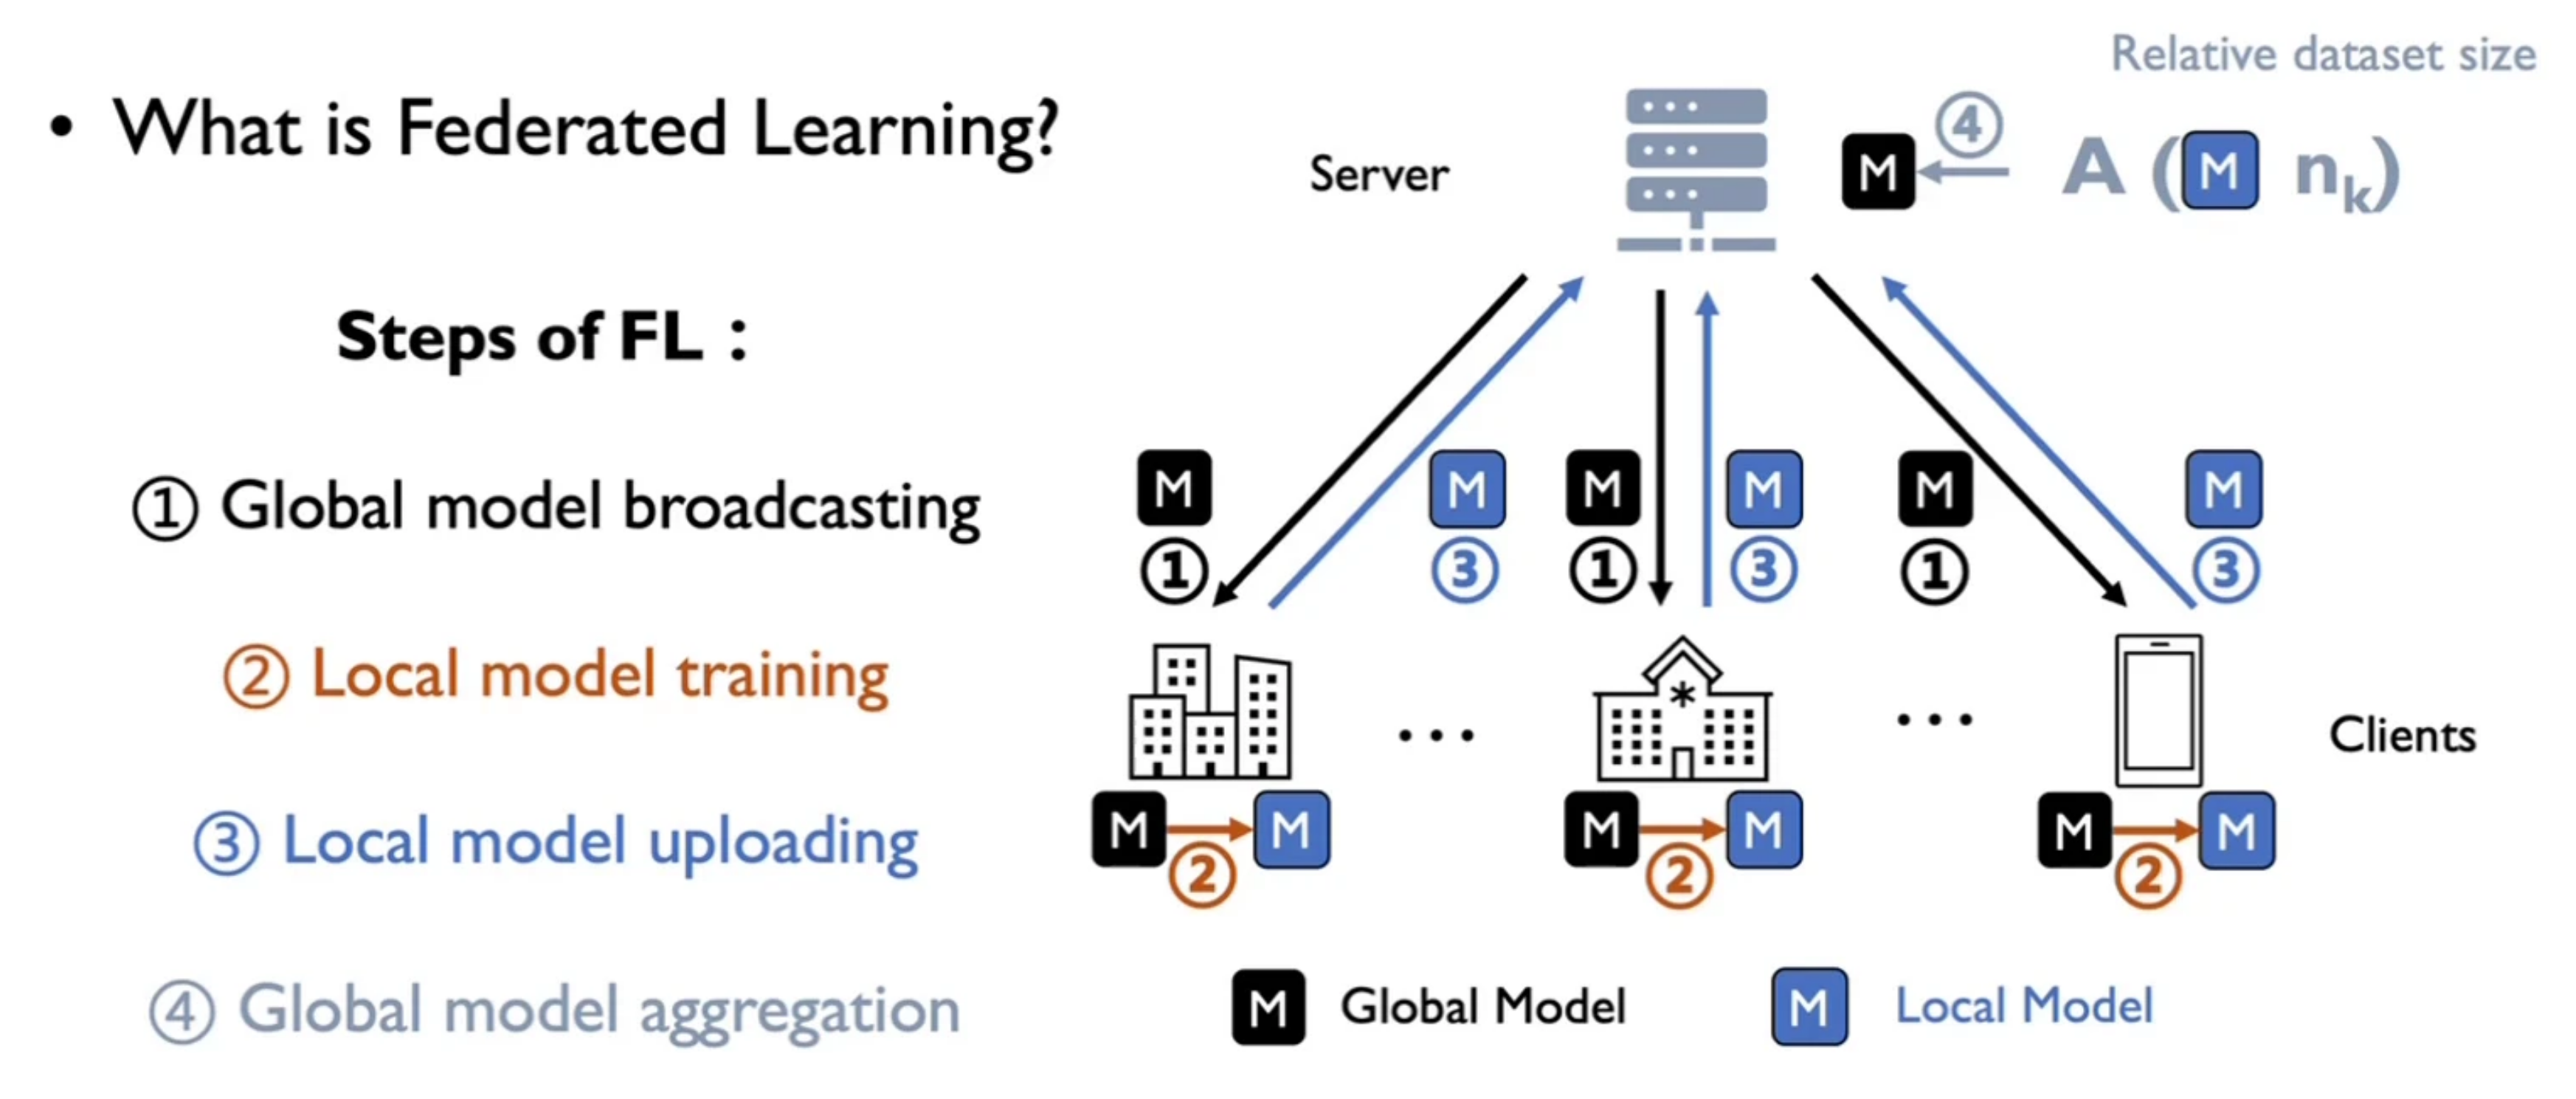 • What is Federated Learning?
Steps of FL :
① Global model broadcasting
② Local model training
③ Local model uploading
④ Global model aggregation
Relative dataset size
Server
M ④ A (M nₖ)
M M M M M M
① ③ ① ③ ① ③
* ... ... Clients
M M M M M M
② ② ②
M Global Model M Local Model